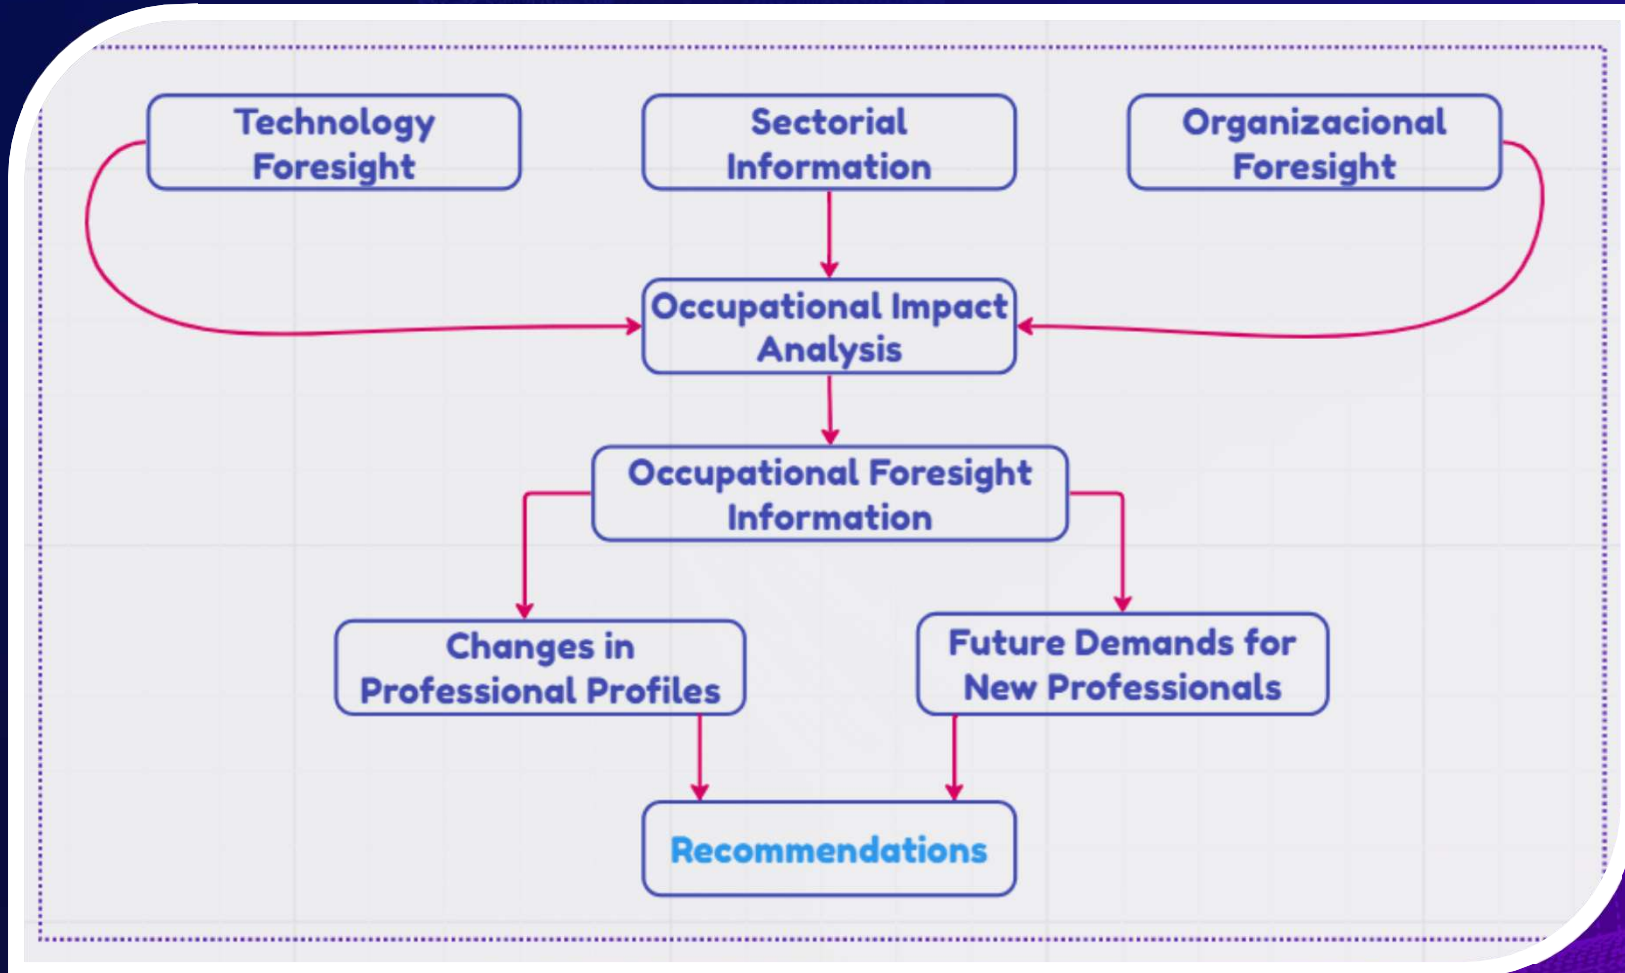 Technology
Foresight
Sectorial
Information
Organizacional
Foresight
Occupational Impact
Analysis
Occupational Foresight
Information
Changes in
Professional Profiles
Future Demands for
New Professionals
Recommendations